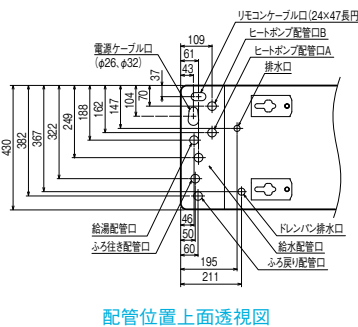 リモコンケーブル口(24×47長円
109
ヒートポンプ配管口B
電源ケーブル口
(φ26、φ32)
61
ヒートポンプ配管口A
43
排水口
37
70
104
147
162
188
249
322
367
382
430
46
給湯配管口
ドレンパン排水口
50
ふろ往き配管口
給水配管口
60
ふろ戻り配管口
195
211
配管位置上面透視図